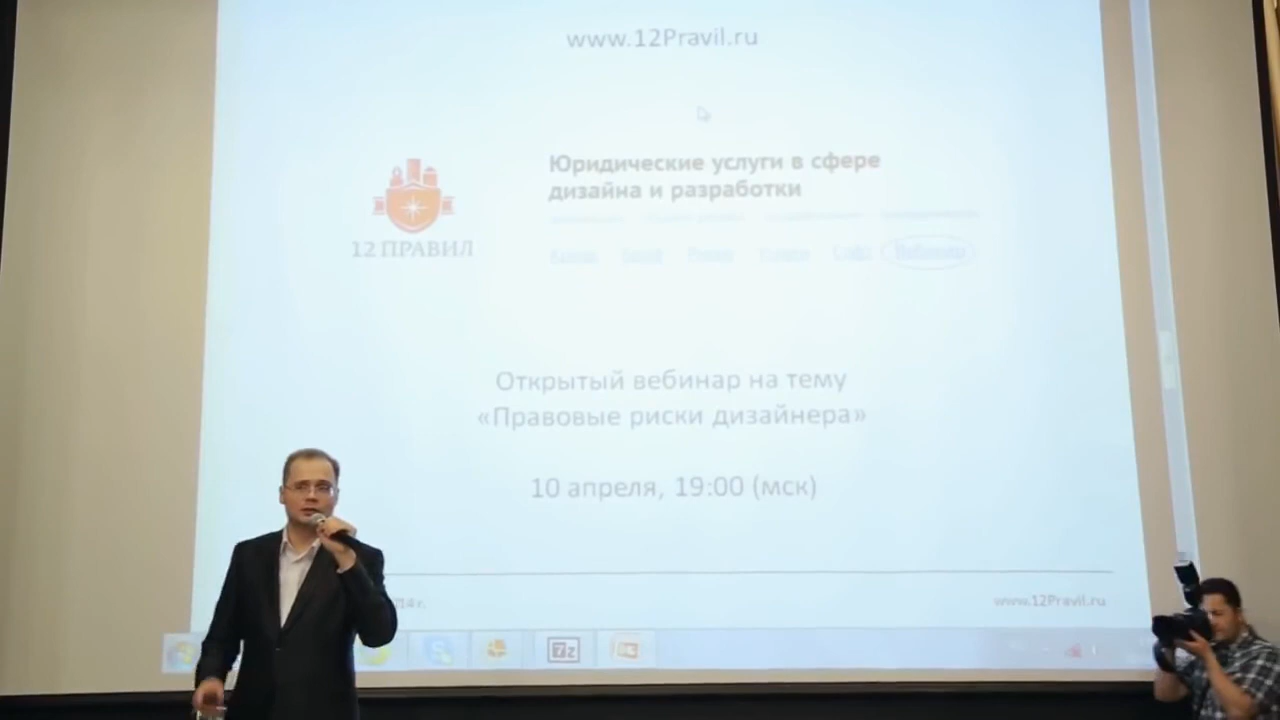 www.12Pravil.ru
Юридические услуги в сфере
дизайна и разработки
12 ПРАВИЛ
Открытый вебинар на тему
«Правовые риски дизайнера»
10 апреля, 19:00 (мск)
www.12Pravil.ru
7z